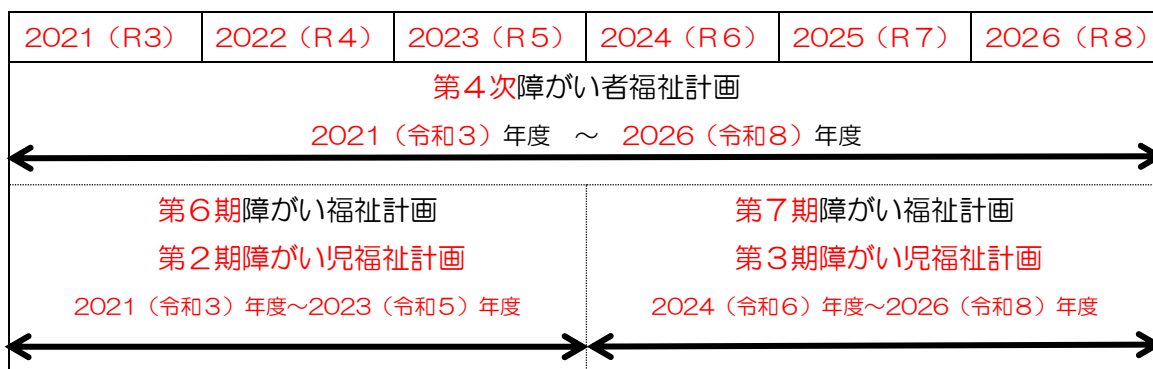 2021（R3） 2022（R４） 2023（R５） 2024（R６） 2025（R７） 2026（R８）
第４次障がい者福祉計画
2021（令和３）年度　～　2026（令和８）年度
第６期障がい福祉計画 第７期障がい福祉計画
第２期障がい児福祉計画 第３期障がい児福祉計画
2021（令和３）年度～2023（令和５）年度 2024（令和６）年度～2026（令和８）年度